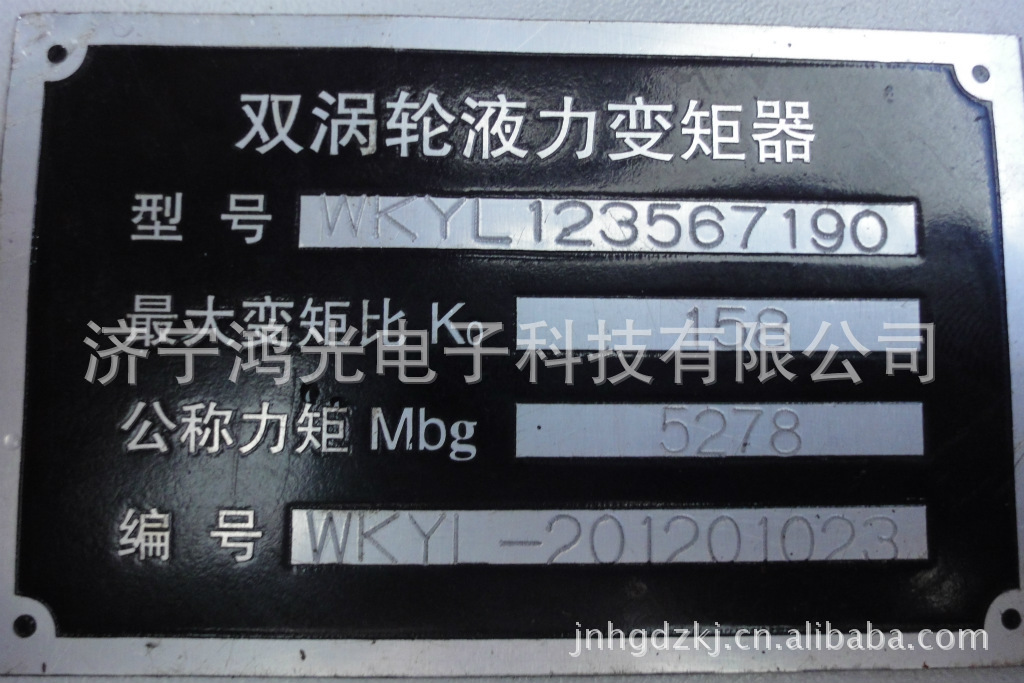 双涡轮液力变矩器
型号 WKYL123567190
最大变矩比 K₀ 158
济宁鸿光电子科技有限公司
公称力矩 Mbg 5278
编号 WKYL-201201023
jnhgdzkj.cn.alibaba.com